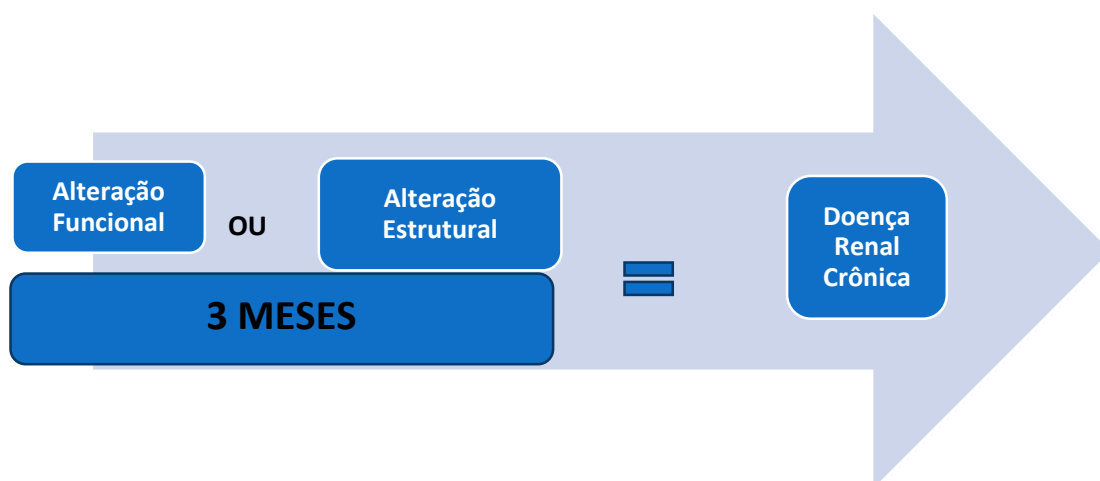 Alteração
Funcional
OU
Alteração
Estrutural
3 MESES
Doença
Renal
Crônica